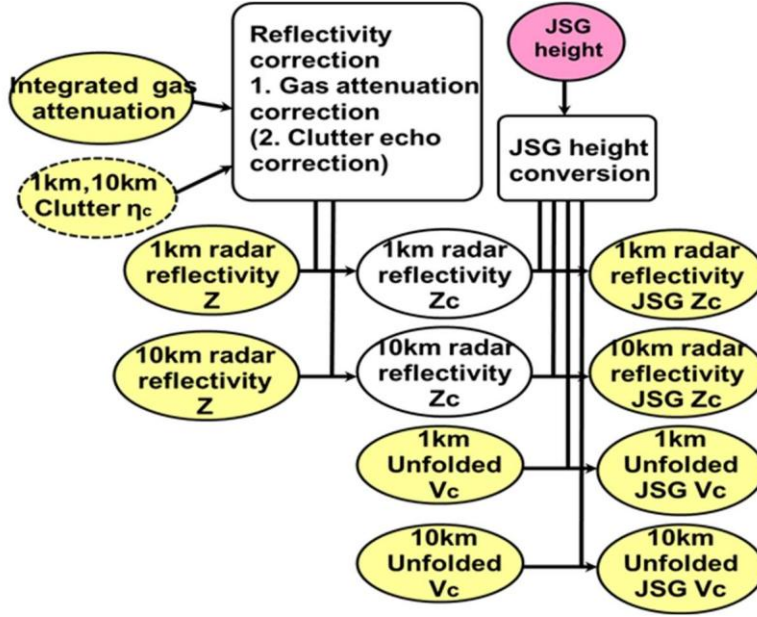 Integrated gas
attenuation
1km,10km
Clutter ηc
Reflectivity
correction
1. Gas attenuation
correction
(2. Clutter echo
correction)
JSG
height
JSG height
conversion
1km radar
reflectivity
Z
1km radar
reflectivity
Zc
1km radar
reflectivity
JSG Zc
10km radar
reflectivity
Z
10km radar
reflectivity
Zc
10km radar
reflectivity
JSG Zc
1km
Unfolded
Vc
1km
Unfolded
JSG Vc
10km
Unfolded
Vc
10km
Unfolded
JSG Vc